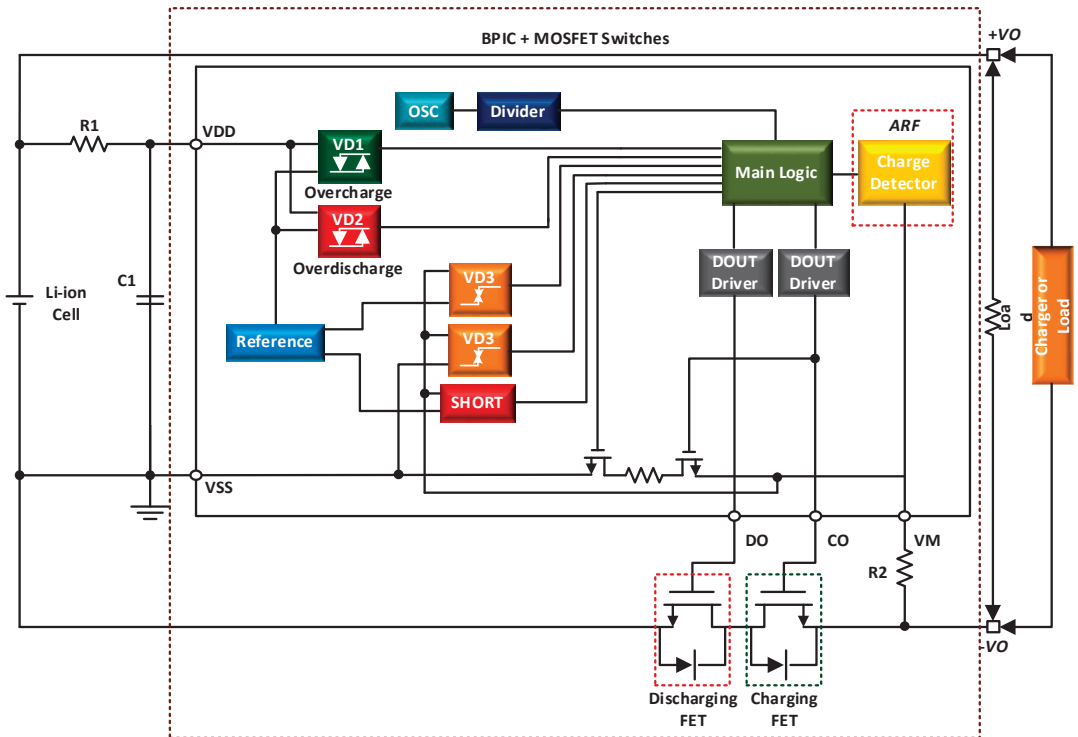 BPIC + MOSFET Switches
+VO
R1
VDD
OSC
Divider
ARF
VD1
Overcharge
Main Logic
Charge
Detector
VD2
Overdischarge
DOUT
Driver
DOUT
Driver
Li-ion
Cell
C1
VD3
Reference
VD3
SHORT
Loa
d
Charger or
Load
VSS
DO
CO
VM
R2
-VO
Discharging
FET
Charging
FET